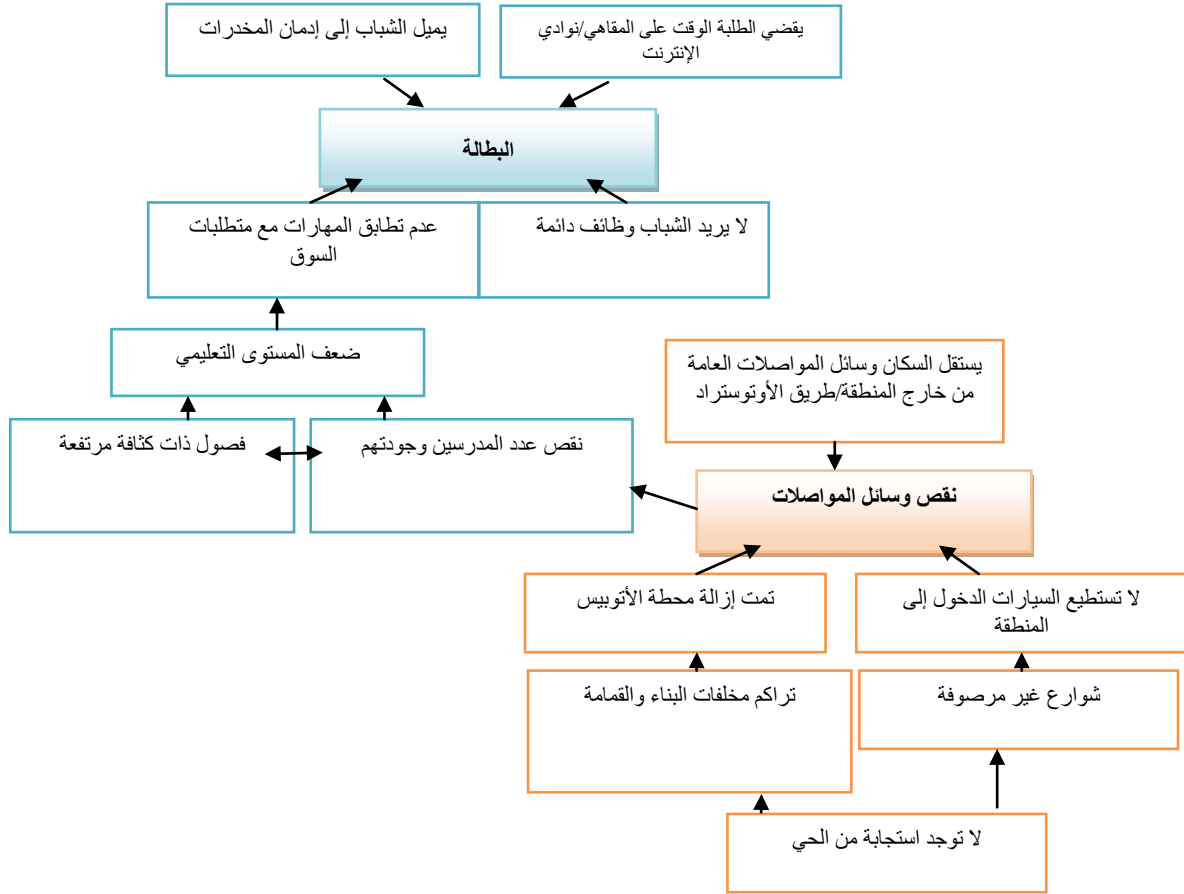 يميل الشباب إلى إدمان المخدرات
يقضي الطلبة الوقت على المقاهي/نوادي
الإنترنت
البطالة
عدم تطابق المهارات مع متطلبات
السوق
لا يريد الشباب وظائف دائمة
ضعف المستوى التعليمي
يستقل السكان وسائل المواصلات العامة
من خارج المنطقة/طريق الأوتوستراد
فصول ذات كثافة مرتفعة
نقص عدد المدرسين وجودتهم
نقص وسائل المواصلات
تمت إزالة محطة الأتوبيس
لا تستطيع السيارات الدخول إلى
المنطقة
تراكم مخلفات البناء والقمامة
شوارع غير مرصوفة
لا توجد استجابة من الحي